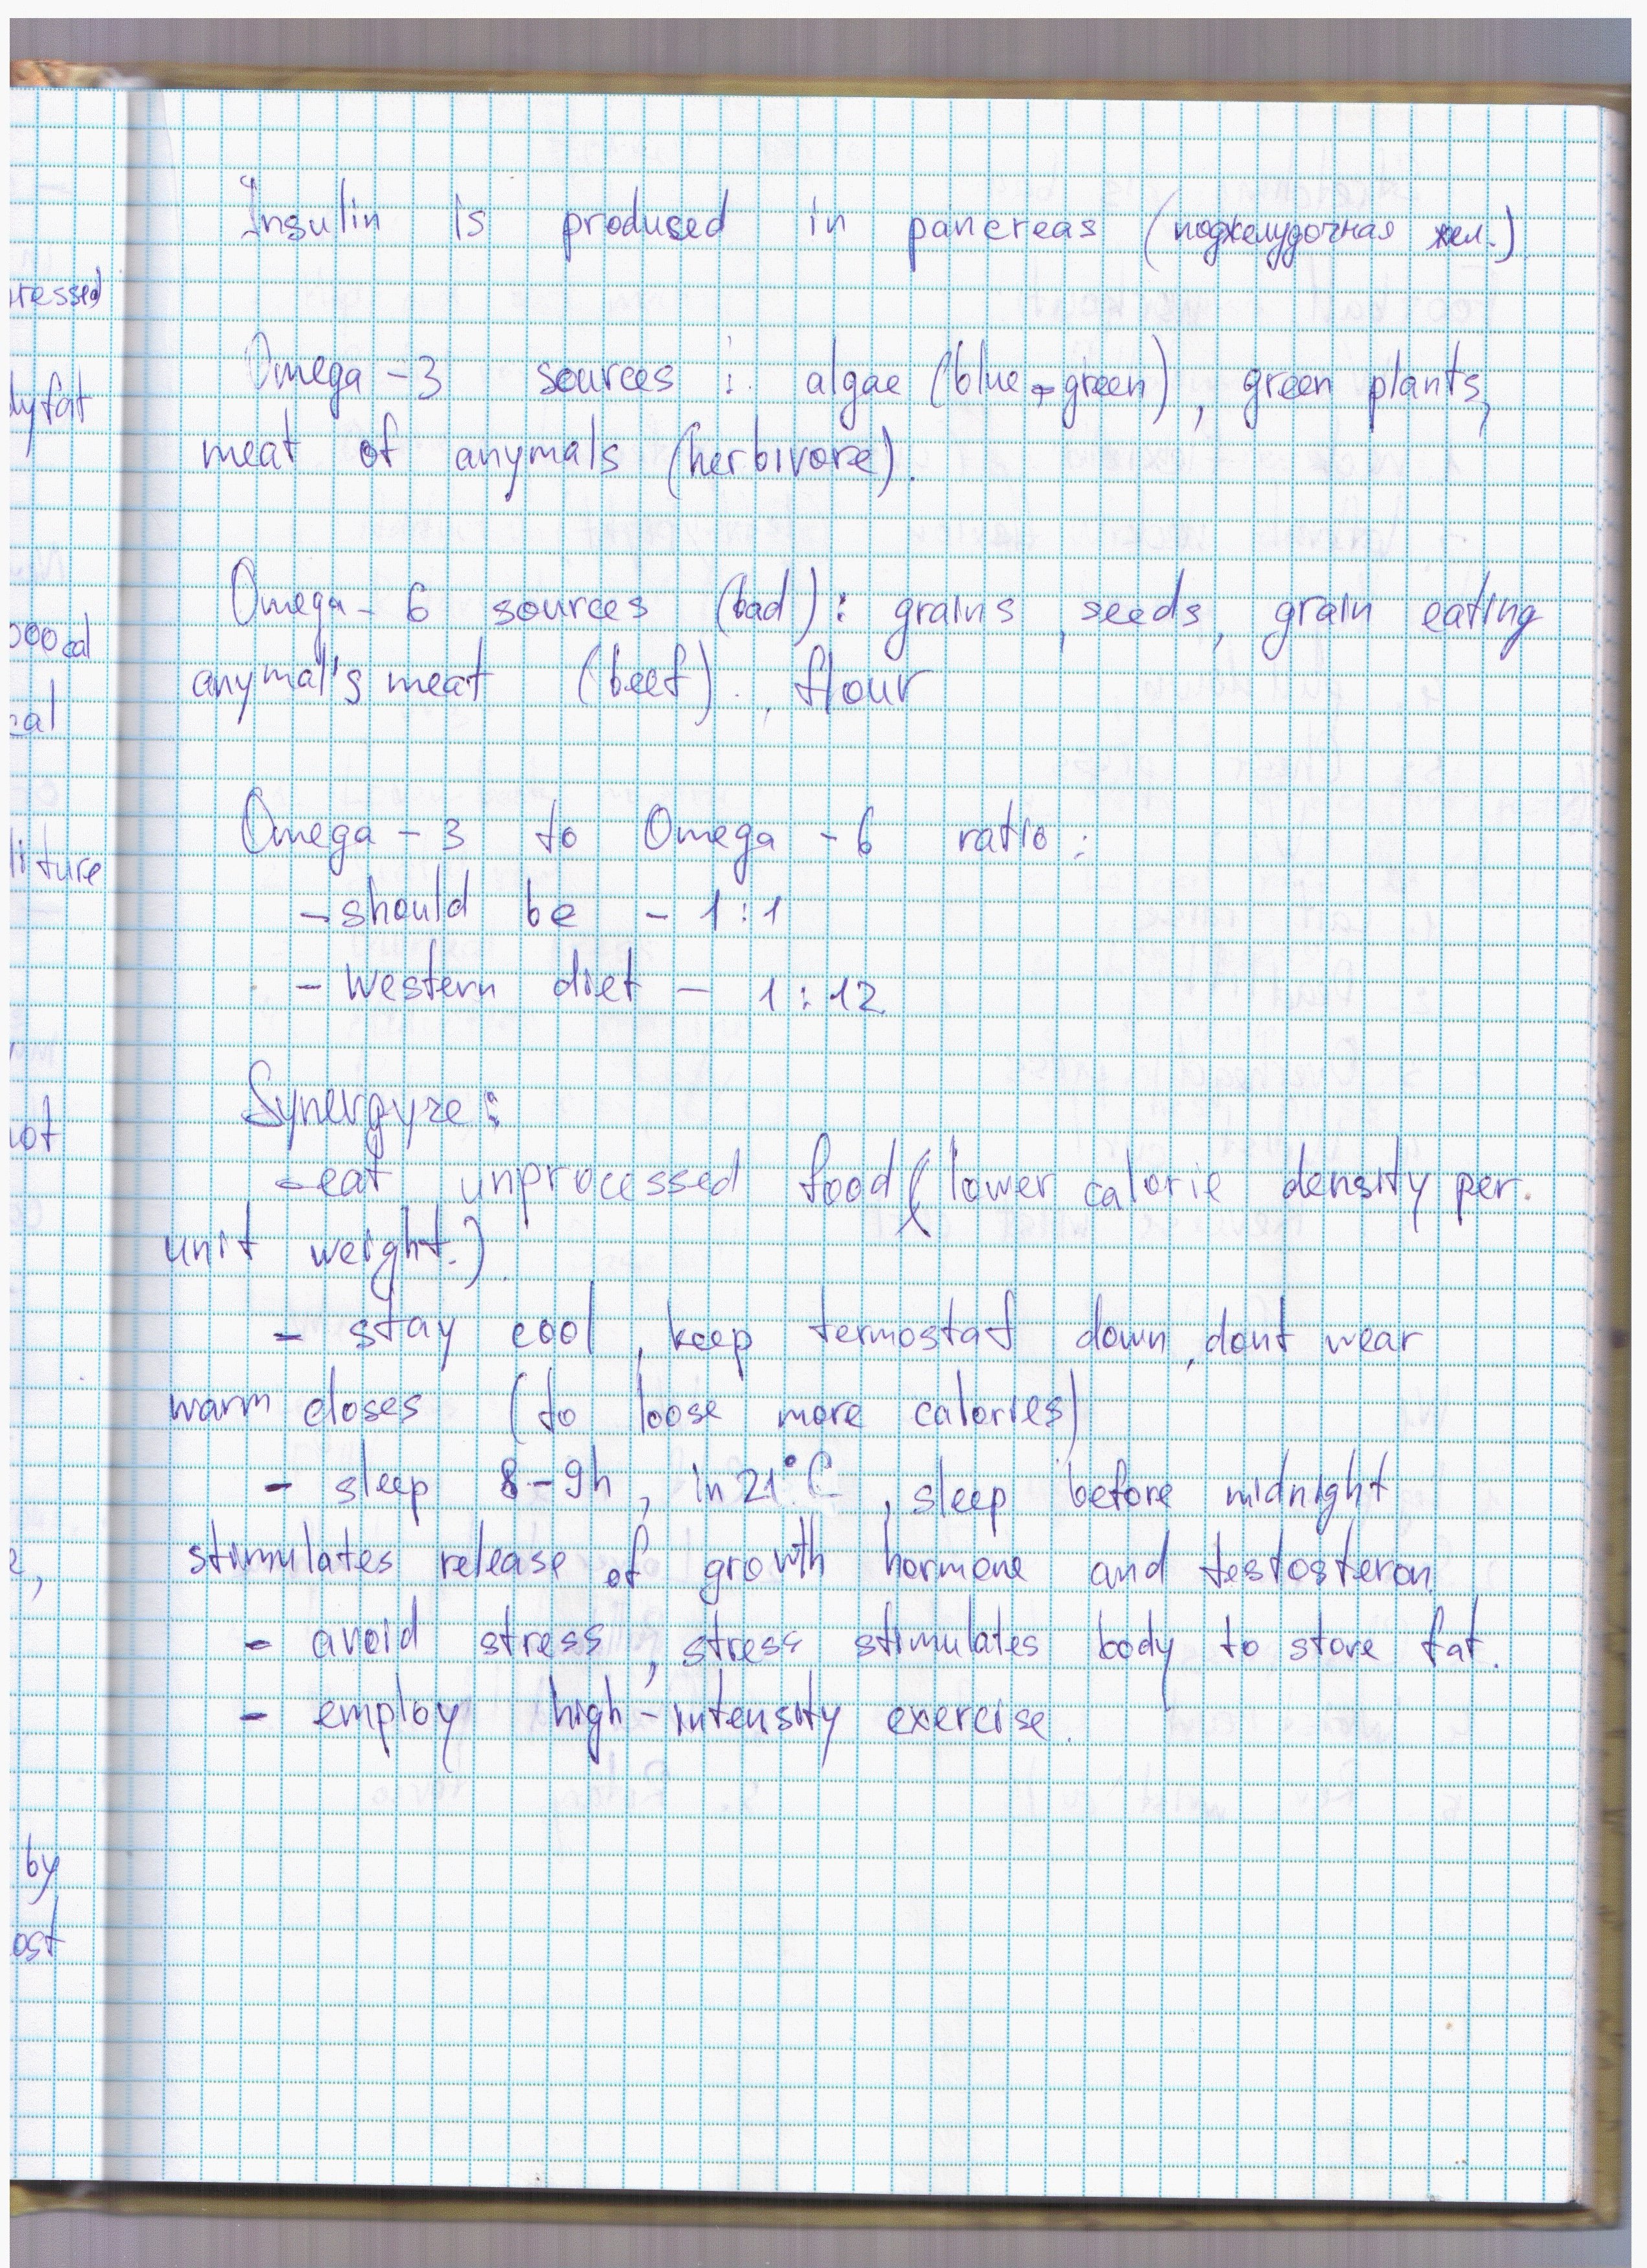 Insulin is prodused in pancreas (поджелудочная жел.)
Omega-3 sources: algae (blue-green), green plants,
meat of anymals (herbivore).
Omega-6 sources (bad): grains, seeds, grain eating
anymal's meat (beef)., flour
Omega-3 to Omega-6 ratio:
- should be - 1:1
- Western diet - 1:12
Synergyze:
- eat unprocessed food (lower calorie density per
unit weight.)
- stay cool, keep termostat down, dont wear
warm closes (to loose more calories)
- sleep 8-9h, in 21°C, sleep before midnight
stimulates release of growth hormone and testosteron.
- avoid stress, stress stimulates body to store fat.
- employ high-intensity exercise.
ressed
dyfat
000 cal
cal
diture
not
by
ost